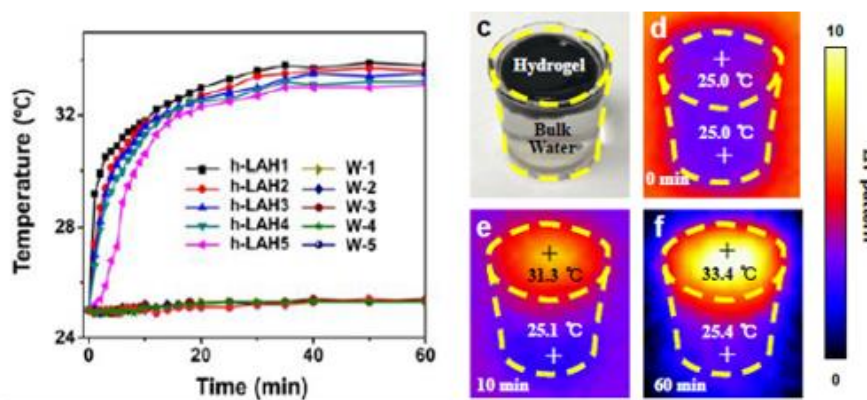 Temperature (°C)
32
28
24
h-LAH1
h-LAH2
h-LAH3
h-LAH4
h-LAH5
W-1
W-2
W-3
W-4
W-5
0
20
40
60
Time (min)
c
Hydrogel
Bulk
Water
d
25.0 ℃
25.0 ℃
0 min
e
31.3 ℃
25.1 ℃
10 min
f
33.4 ℃
25.4 ℃
60 min
10
0